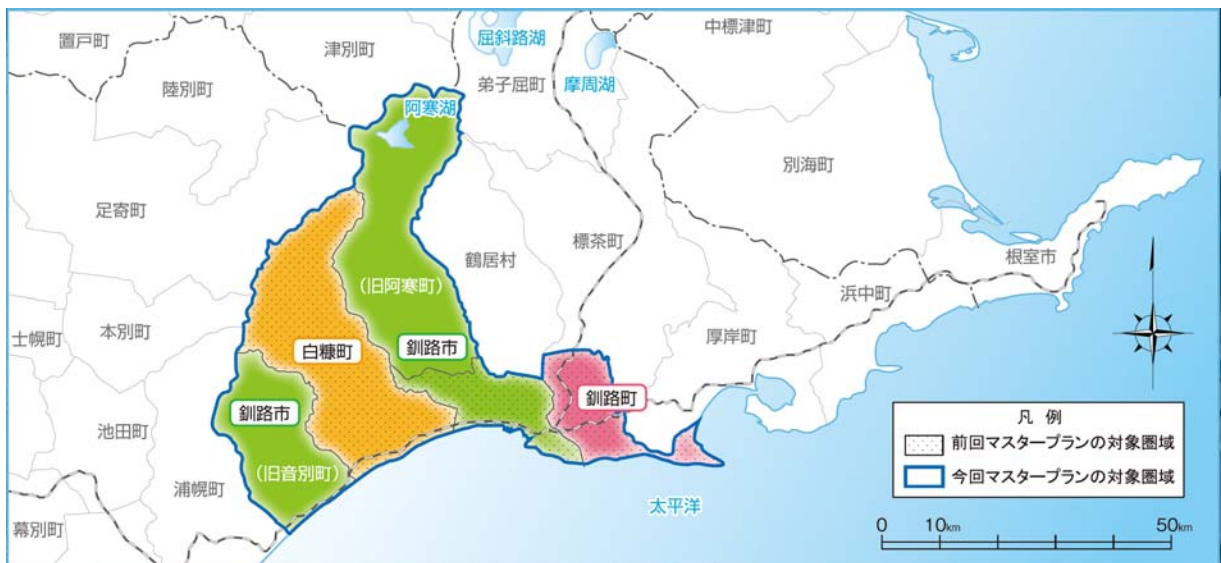 置戸町
津別町
屈斜路湖
中標津町
陸別町
弟子屈町
摩周湖
阿寒湖
別海町
足寄町
標茶町
鶴居村
根室市
(旧阿寒町)
浜中町
士幌町
本別町
白糠町
釧路市
厚岸町
釧路町
釧路市
池田町
(旧音別町)
浦幌町
太平洋
幕別町
凡 例
前回マスタープランの対象圏域
今回マスタープランの対象圏域
0 10km 50km